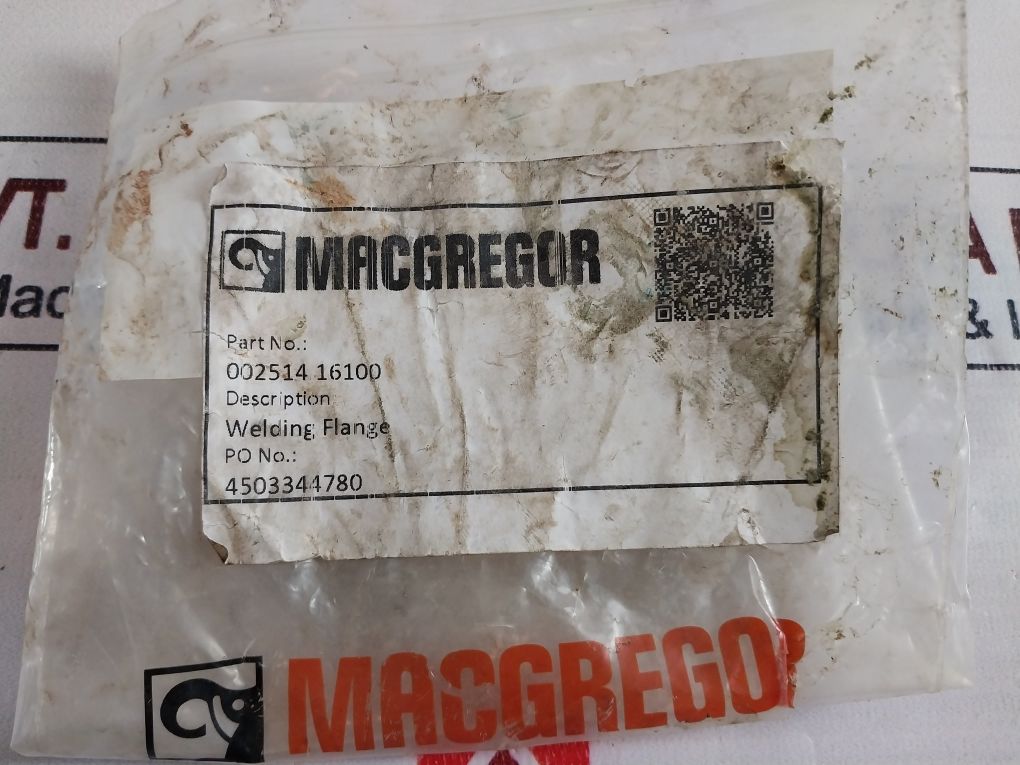 MACGREGOR
Part No.:
002514 16100
Description
Welding Flange
PO No.:
4503344780
MACGREGOR